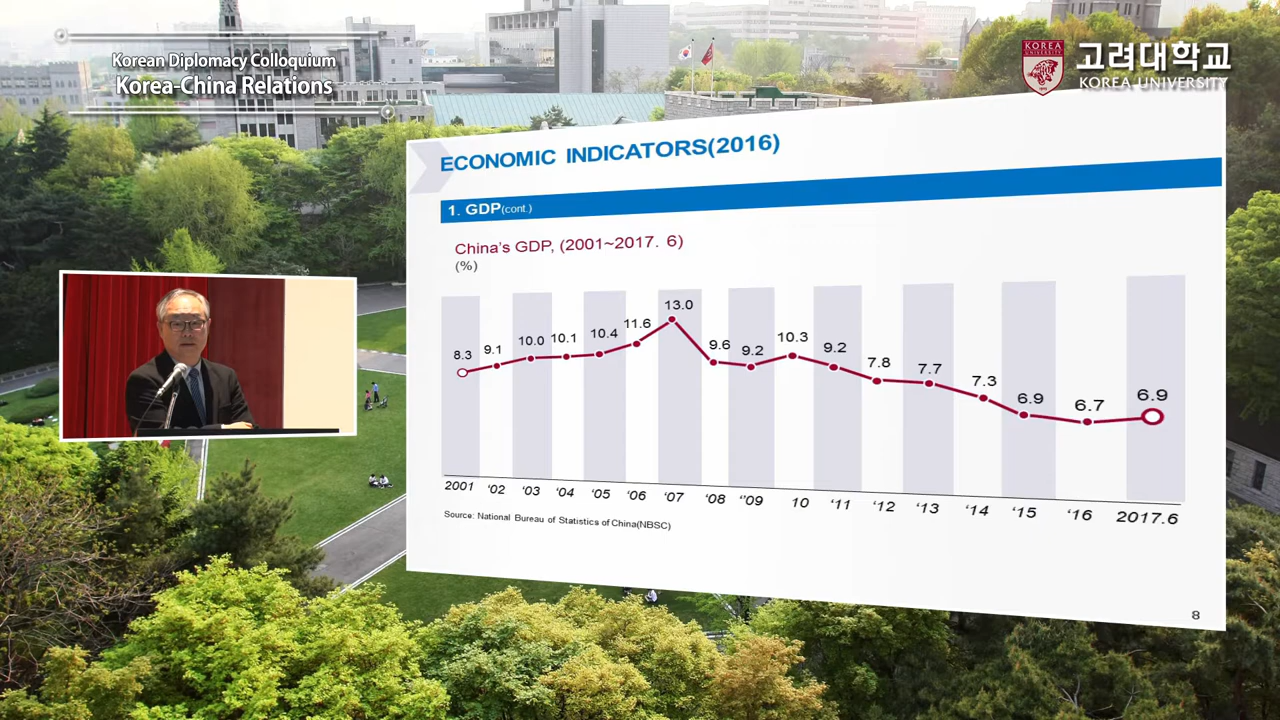 Korean Diplomacy Colloquium
Korea-China Relations
KOREA
UNIVERSITY
고려대학교
KOREA UNIVERSITY
ECONOMIC INDICATORS(2016)
1. GDP(cont.)
China's GDP, (2001~2017. 6)
(%)
8.3 9.1 10.0 10.1 10.4 11.6 13.0 9.6 9.2 10.3 9.2 7.8 7.7 7.3 6.9 6.7 6.9
2001 ‘02 ‘03 ‘04 ‘05 ‘06 ‘07 ‘08 ‘’09 10 ‘11 ‘12 ‘13 ‘14 ‘15 ‘16 2017.6
Source: National Bureau of Statistics of China(NBSC)
8